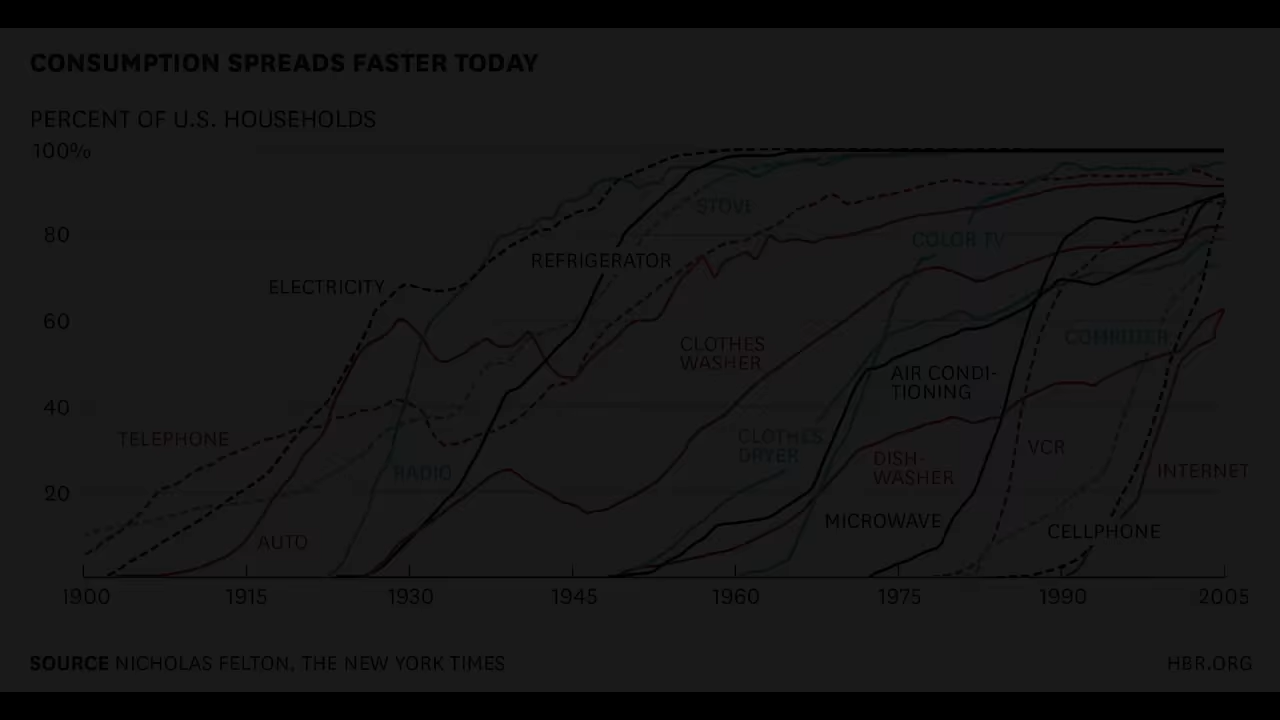 CONSUMPTION SPREADS FASTER TODAY
PERCENT OF U.S. HOUSEHOLDS
100%
80
60
40
20
STOVE
COLOR TV
REFRIGERATOR
ELECTRICITY
CLOTHES
WASHER
COMPUTER
AIR CONDI-
TIONING
TELEPHONE
CLOTHES
DRYER
VCR
RADIO
DISH-
WASHER
INTERNET
MICROWAVE
CELLPHONE
AUTO
1900 1915 1930 1945 1960 1975 1990 2005
SOURCE NICHOLAS FELTON, THE NEW YORK TIMES
HBR.ORG